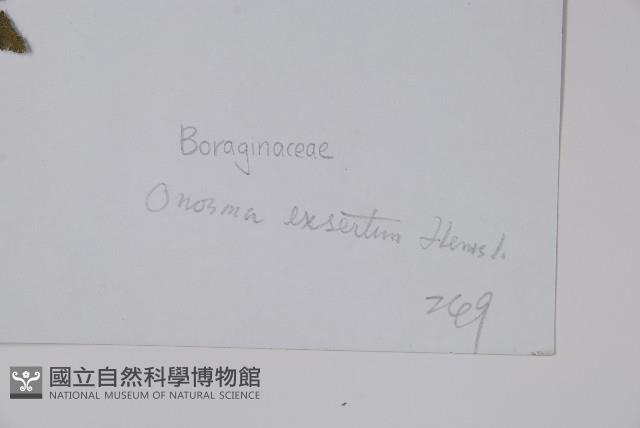 Boraginaceae
Onosma exsertum Hemsl.
269
國立自然科學博物館
NATIONAL MUSEUM OF NATURAL SCIENCE